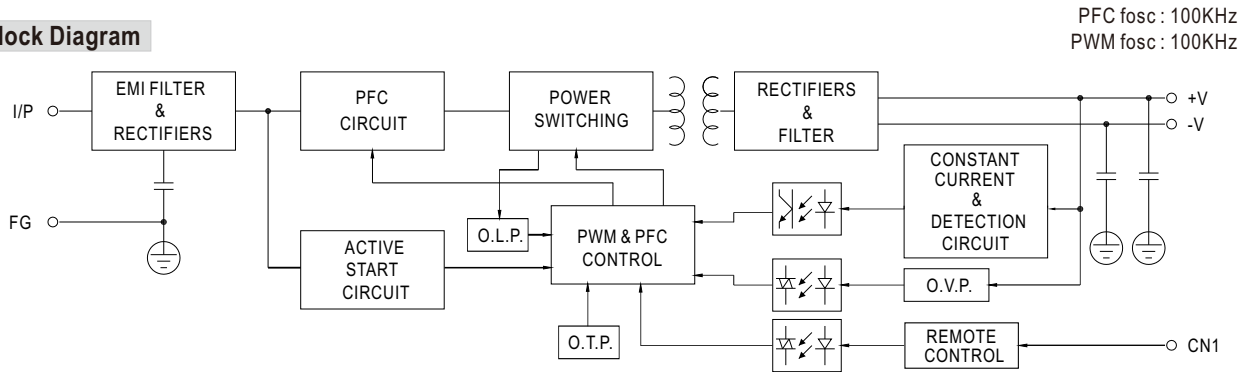 PFC fosc : 100KHz
PWM fosc : 100KHz
lock Diagram
I/P
EMI FILTER
&
RECTIFIERS
PFC
CIRCUIT
POWER
SWITCHING
RECTIFIERS
&
FILTER
+V
-V
CONSTANT
CURRENT
&
DETECTION
CIRCUIT
FG
ACTIVE
START
CIRCUIT
O.L.P.
PWM & PFC
CONTROL
O.V.P.
O.T.P.
REMOTE
CONTROL
CN1